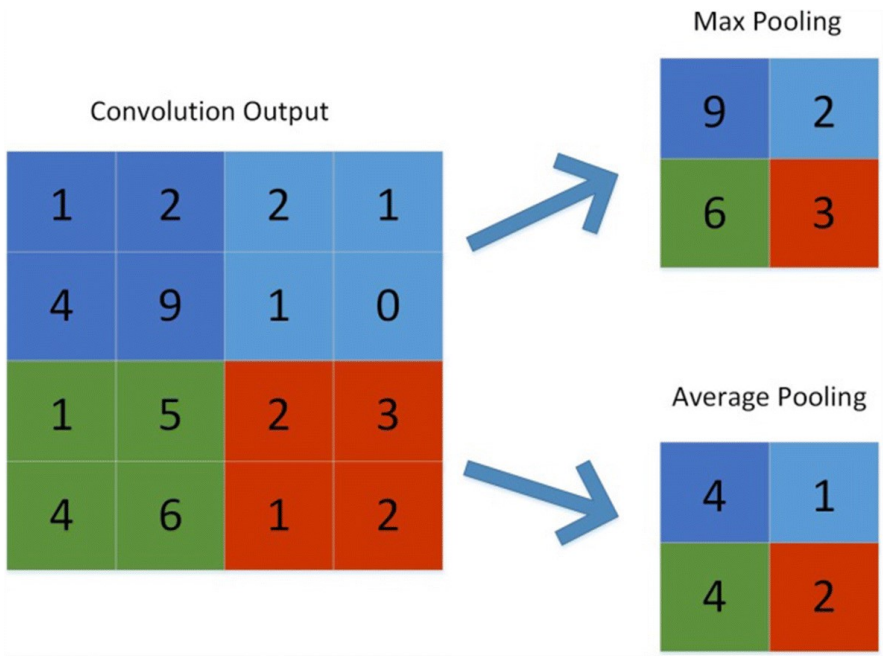 Convolution Output
1 2 2 1
4 9 1 0
1 5 2 3
4 6 1 2
Max Pooling
9 2
6 3
Average Pooling
4 1
4 2